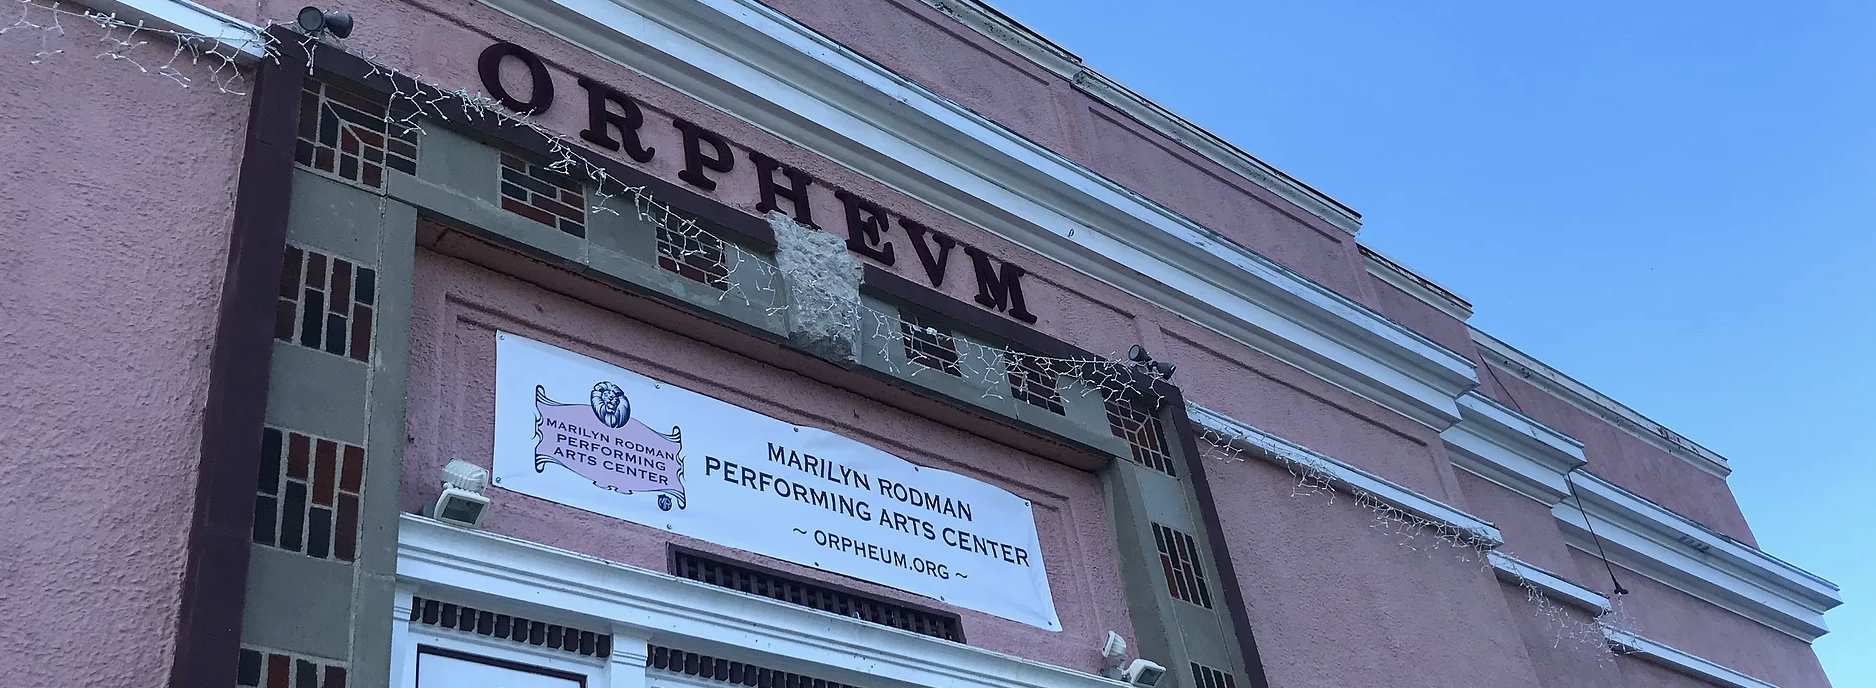 ORPHEVM
MARILYN RODMAN
PERFORMING
ARTS CENTER
MARILYN RODMAN
PERFORMING ARTS CENTER
~ ORPHEUM.ORG ~